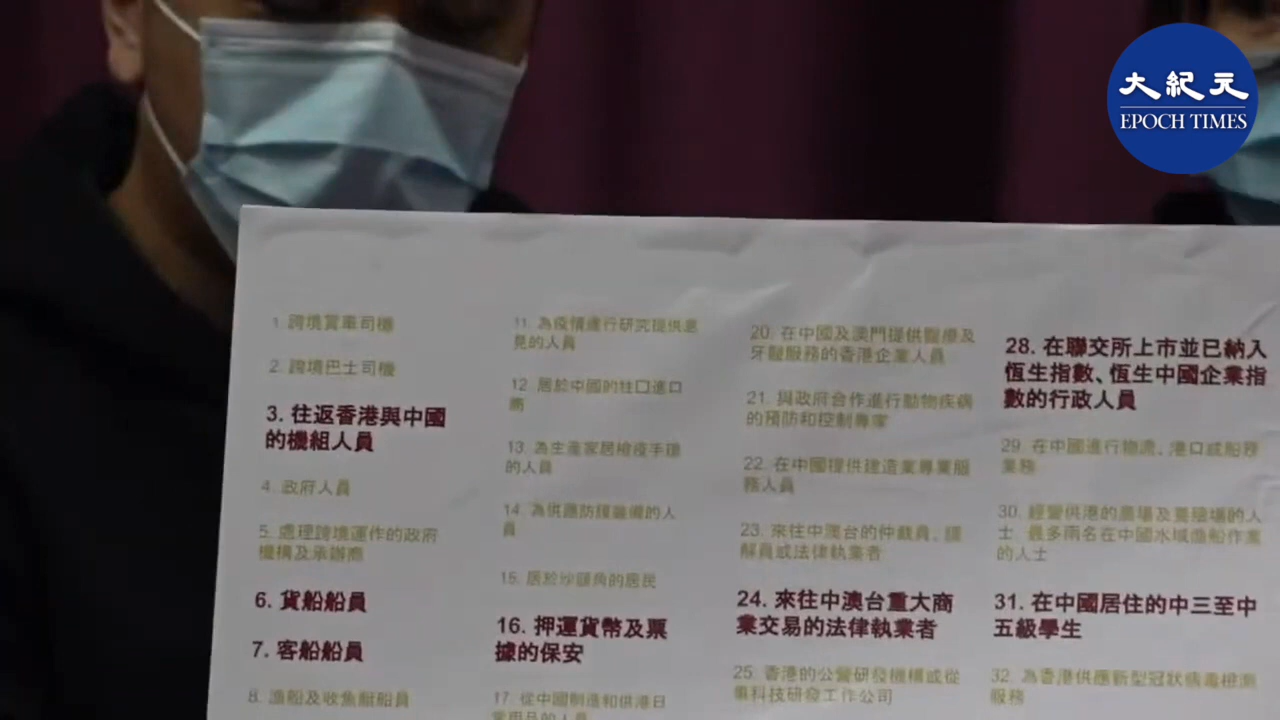 大紀元
EPOCH TIMES
1. 跨境貨車司機
2. 跨境巴士司機
3. 往返香港與中國
的機組人員
4. 政府人員
5. 處理跨境運作的政府
機構及承辦商
6. 貨船船員
7. 客船船員
8. 漁船及收魚艇船員
11. 為疫情進行研究提供意
見的人員
12. 居於中國的牲口進口
商
13. 為生產家居檢疫手環
的人員
14. 為供應防護裝備的人
員
15. 居於沙頭角的居民
16. 押運貨幣及票
據的保安
17. 從中國制造和供港日
常用品的人員
20. 在中國及澳門提供醫療及
牙醫服務的香港企業人員
21. 與政府合作進行動物疾病
的預防和控制專家
22. 在中國提供建造業專業服
務人員
23. 來往中澳台的仲裁員、調
解員或法律執業者
24. 來往中澳台重大商
業交易的法律執業者
25. 香港的公營研發機構或從
事科技研發工作公司
28. 在聯交所上市並已納入
恆生指數、恆生中國企業指
數的行政人員
29. 在中國進行物流、港口或船務
業務
30. 經營供港的農場及養殖場的人
士 最多兩名在中國水域漁船作業
的人士
31. 在中國居住的中三至中
五級學生
32. 為香港供應新型冠狀病毒檢測
服務